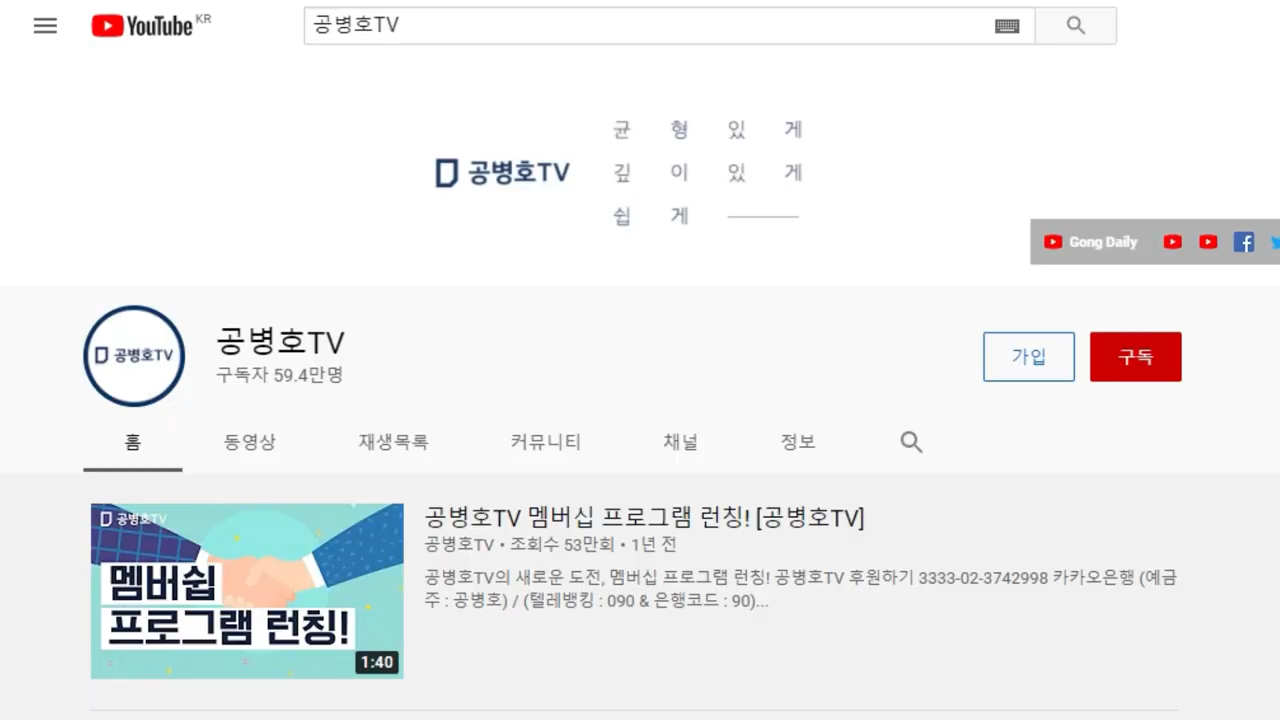 YouTube KR
공병호TV
균 형 있 게
공병호TV
깊 이 있 게
쉽 게
Gong Daily
공병호TV
공병호TV
구독자 59.4만명
가입
구독
홈
동영상
재생목록
커뮤니티
채널
정보
공병호TV
멤버쉽
프로그램 런칭!
1:40
공병호TV 멤버십 프로그램 런칭! [공병호TV]
공병호TV • 조회수 53만회 • 1년 전
공병호TV의 새로운 도전, 멤버십 프로그램 런칭! 공병호TV 후원하기 3333-02-3742998 카카오은행 (예금
주 : 공병호) / (텔레뱅킹 : 090 & 은행코드 : 90)...